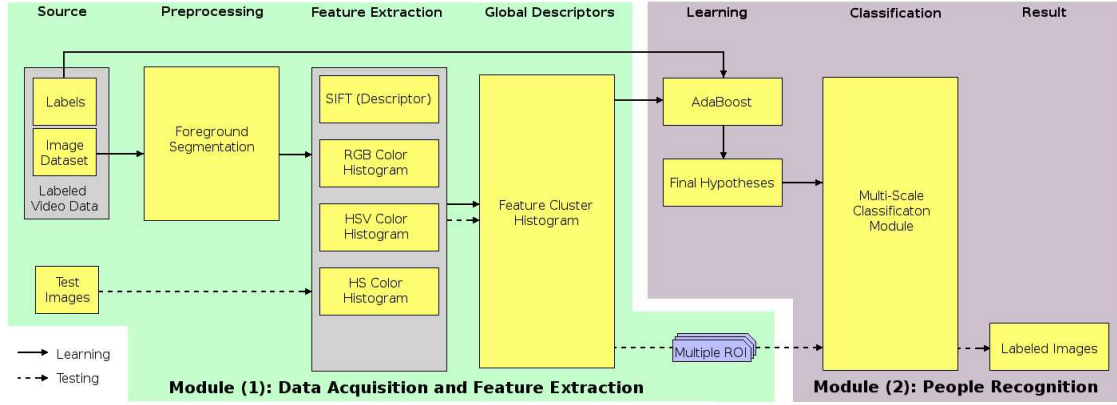 Source
Preprocessing
Feature Extraction
Global Descriptors
Learning
Classification
Result
Labels
Image
Dataset
Labeled
Video Data
Foreground
Segmentation
SIFT (Descriptor)
RGB Color
Histogram
HSV Color
Histogram
HS Color
Histogram
Feature Cluster
Histogram
AdaBoost
Final Hypotheses
Multi-Scale
Classificaton
Module
Test
Images
Multiple ROI
Labeled Images
Learning
Testing
Module (1): Data Acquisition and Feature Extraction
Module (2): People Recognition